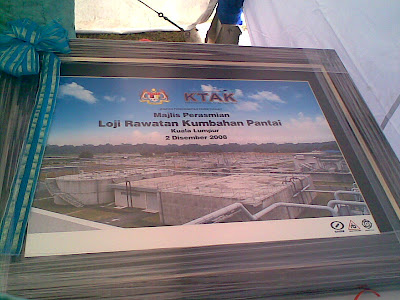 KTAK
Majlis Perasmian
Loji Rawatan Kumbahan Pantai
Kuala Lumpur
2 Disember 2008